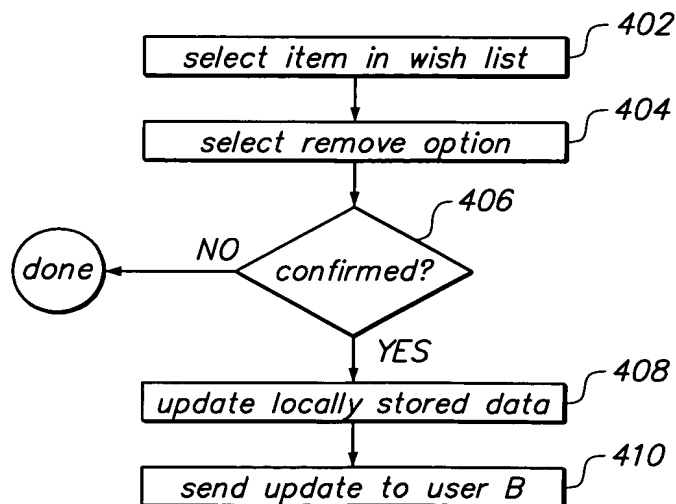 402
select item in wish list
404
select remove option
406
NO
done
confirmed?
YES
408
update locally stored data
410
send update to user B